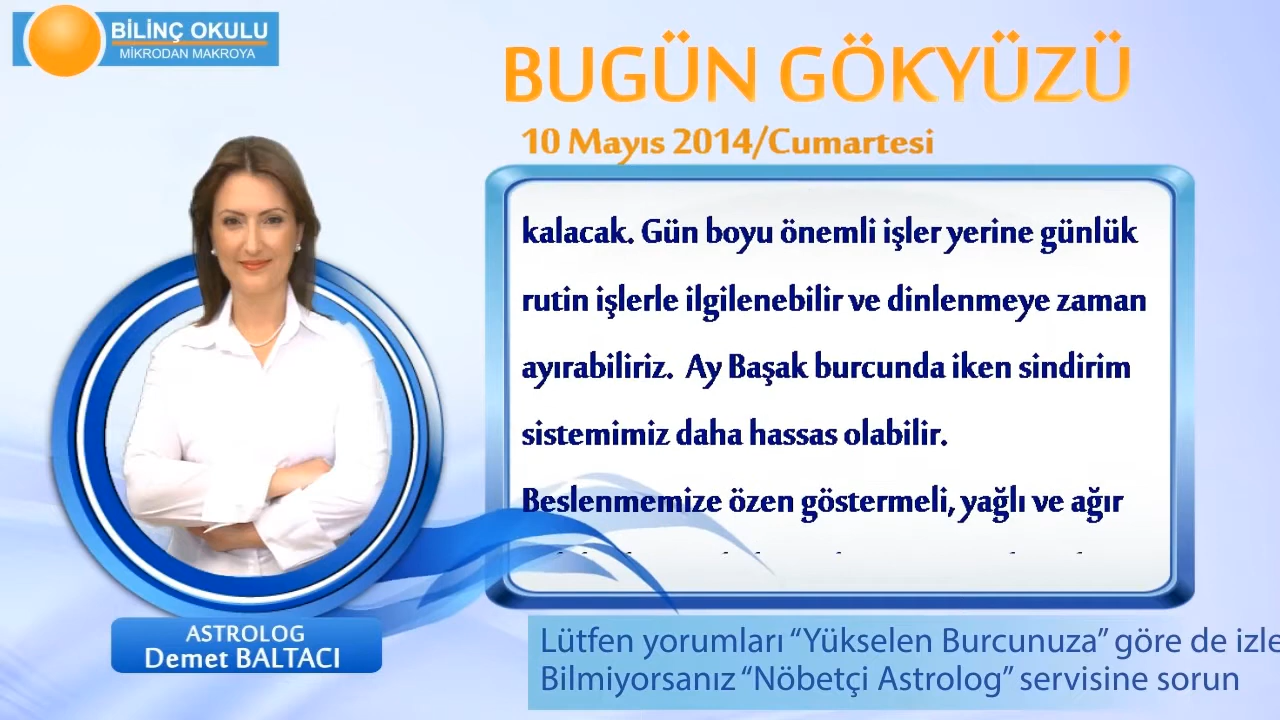 BİLİNÇ OKULU
MİKRODAN MAKROYA
BUGÜN GÖKYÜZÜ
10 Mayıs 2014/Cumartesi
kalacak. Gün boyu önemli işler yerine günlük
rutin işlerle ilgilenebilir ve dinlenmeye zaman
ayırabiliriz. Ay Başak burcunda iken sindirim
sistemimiz daha hassas olabilir.
Beslenmemize özen göstermeli, yağlı ve ağır
ASTROLOG
Demet BALTACI
Lütfen yorumları “Yükselen Burcunuza” göre de izle
Bilmiyorsanız “Nöbetçi Astrolog” servisine sorun